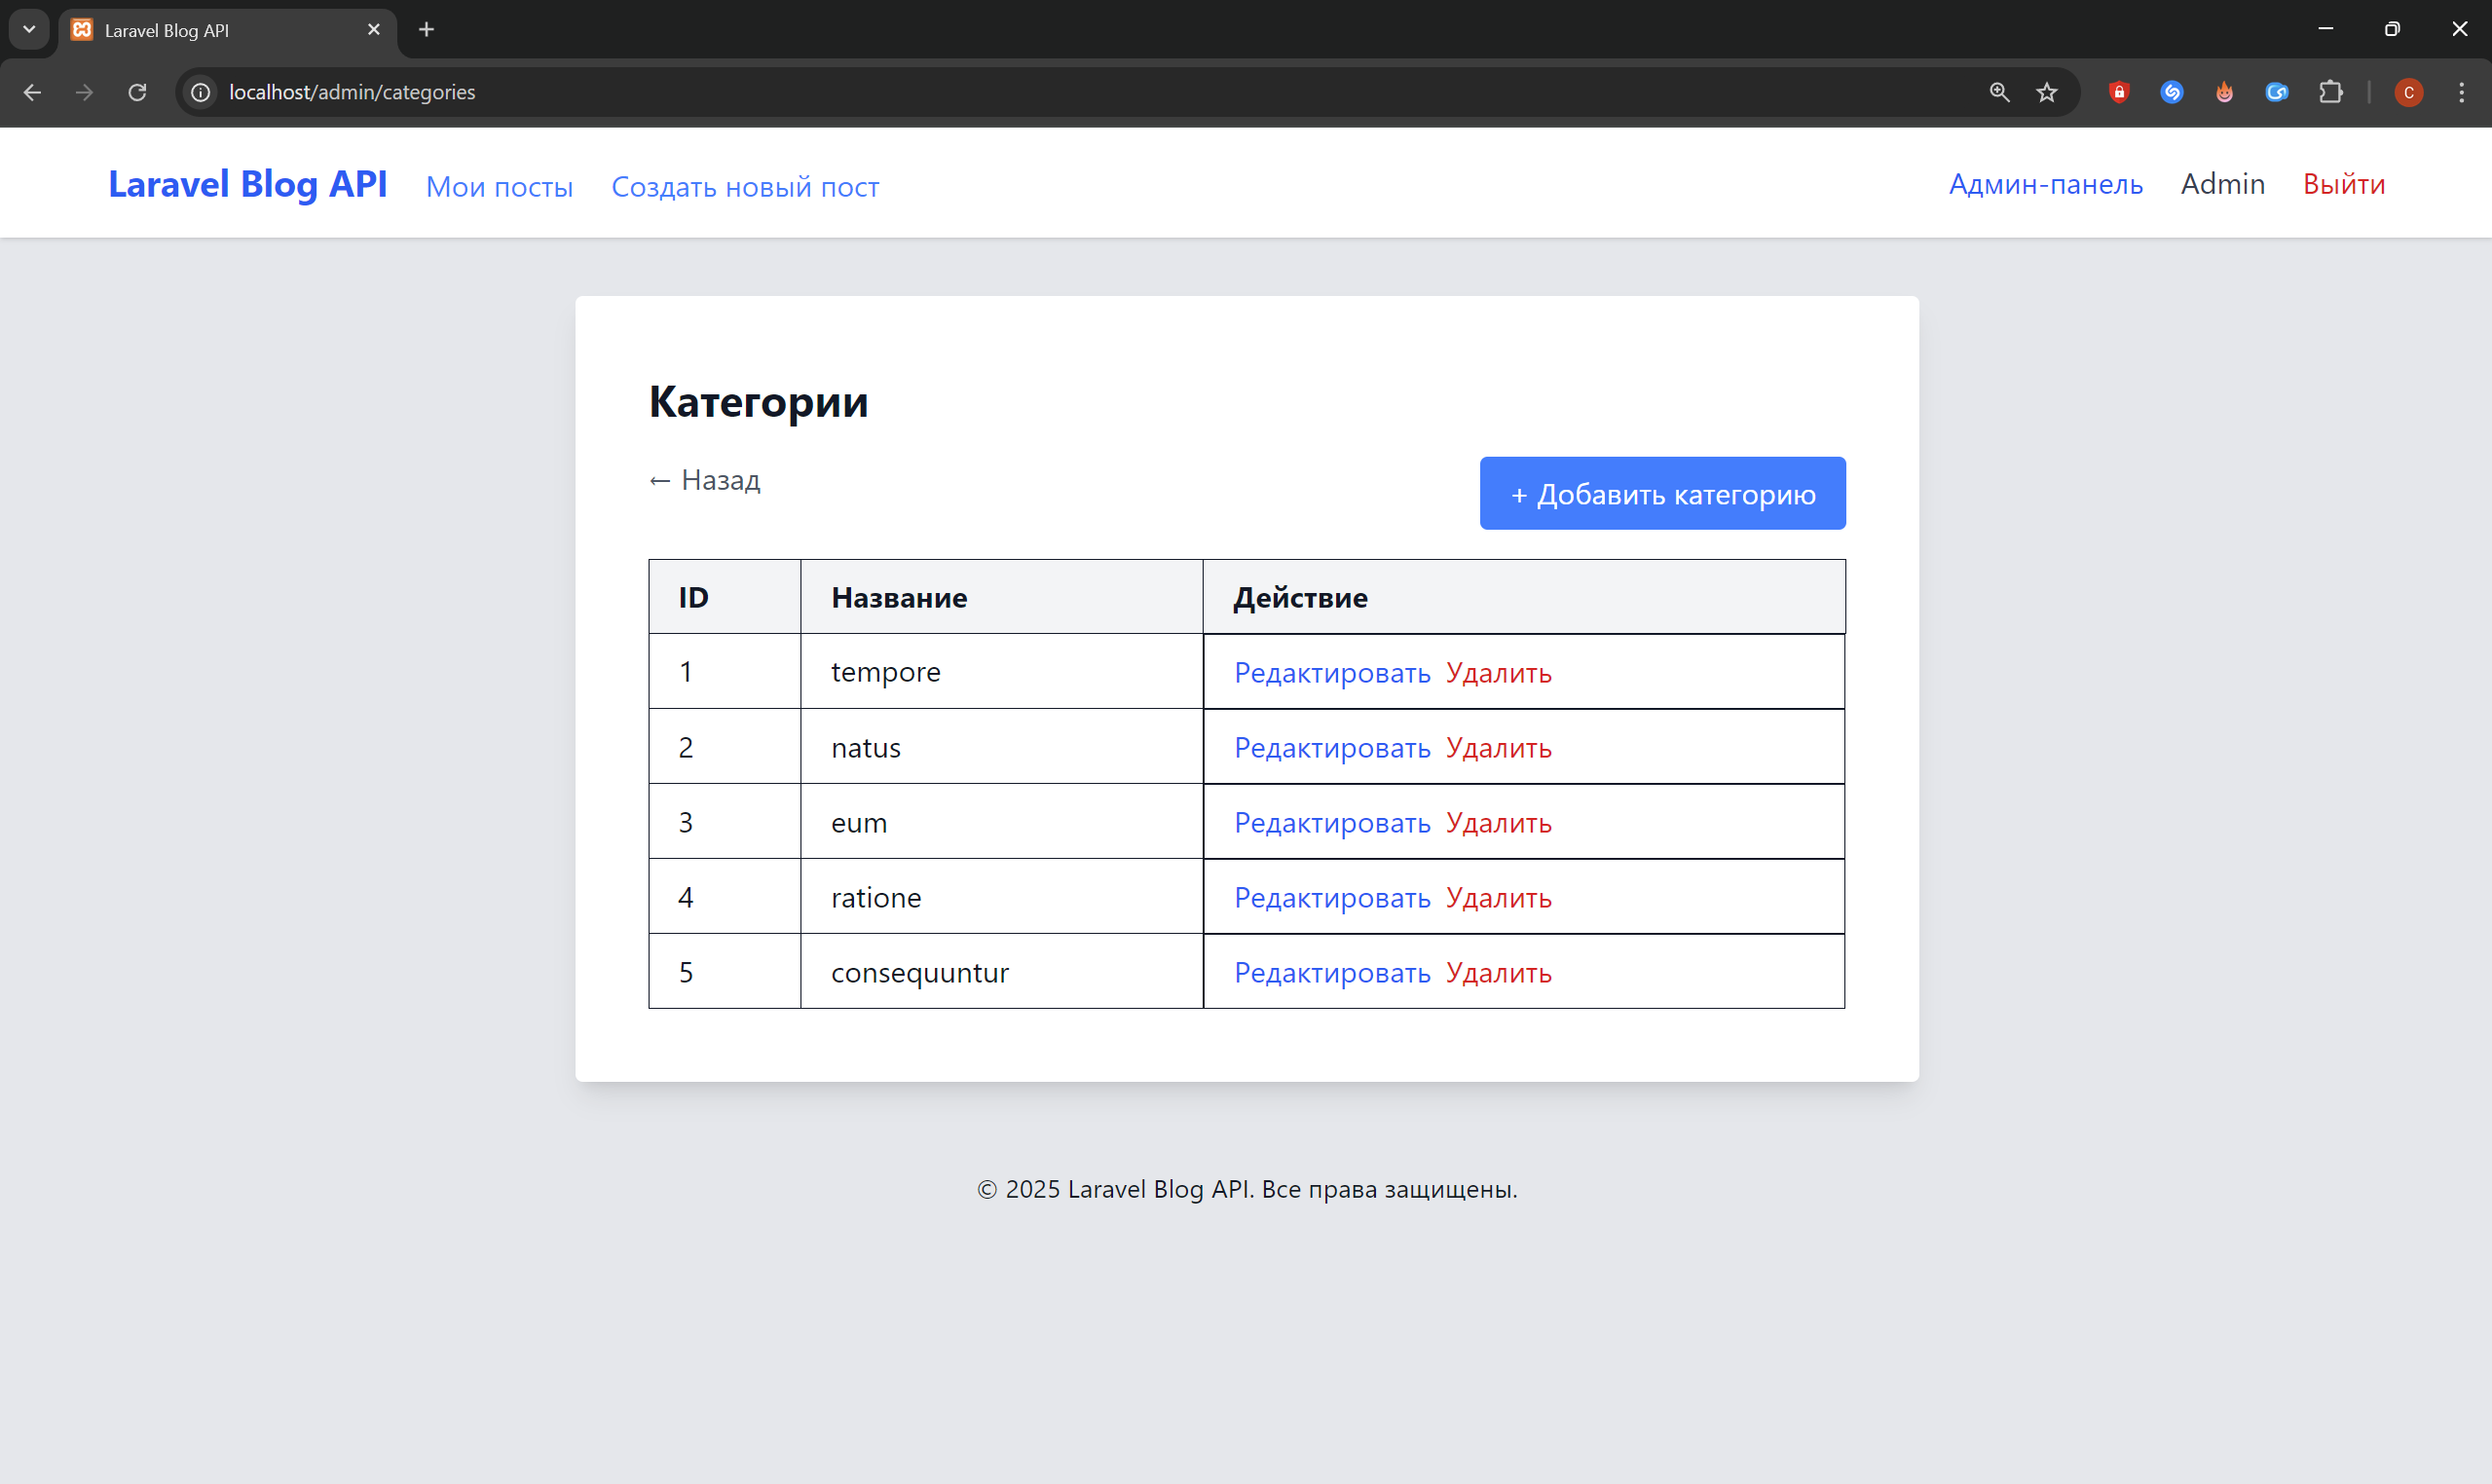 Laravel Blog API
localhost/admin/categories
C
Laravel Blog API Мои посты Создать новый пост Админ-панель Admin Выйти
Категории
← Назад + Добавить категорию
ID Название Действие
1 tempore Редактировать Удалить
2 natus Редактировать Удалить
3 eum Редактировать Удалить
4 ratione Редактировать Удалить
5 consequuntur Редактировать Удалить
© 2025 Laravel Blog API. Все права защищены.